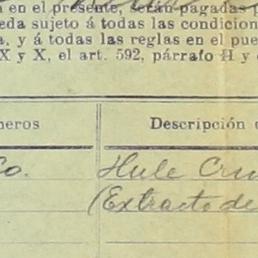 en el presente, serán pagadas
eda sujeto á todas las condicion
a, y á todas las reglas en el pue
X y X, el art. 592, párrafo H y
neros Descripción
Co. Hule Cru
(Extracto de